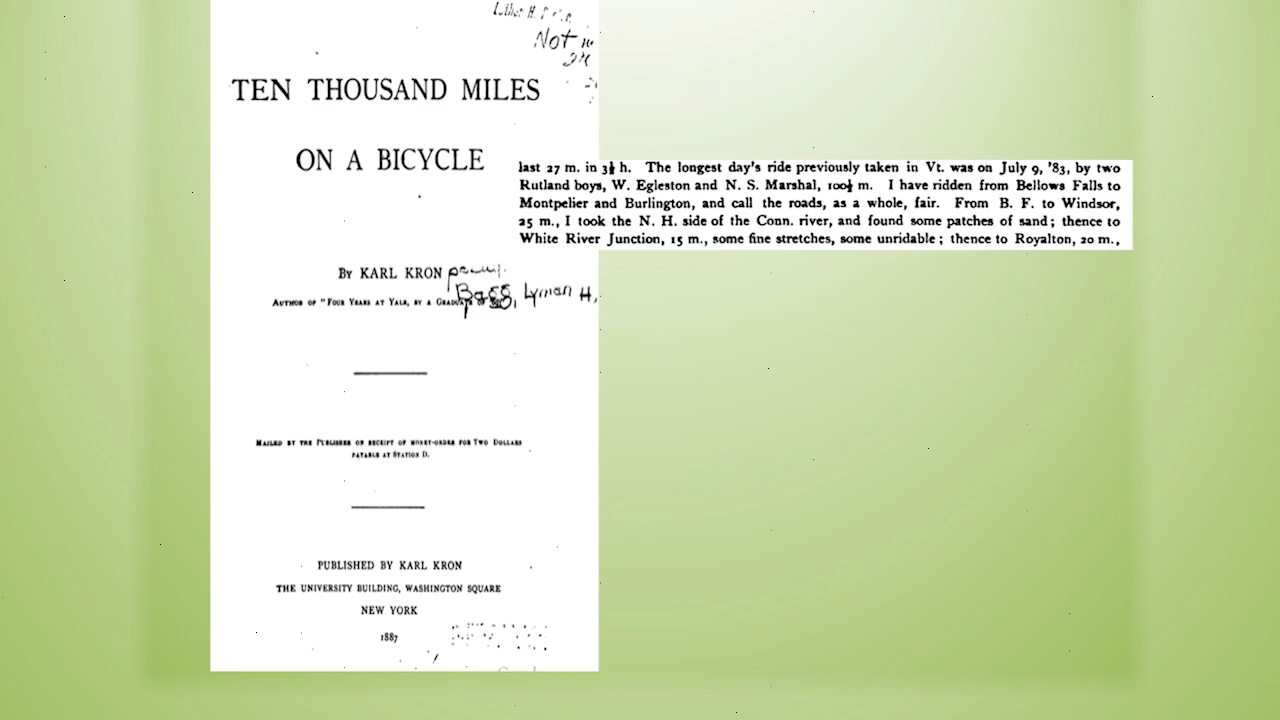 Not
TEN THOUSAND MILES
ON A BICYCLE
By KARL KRON
Bass, Lyman H.
AUTHOR OF "FOUR YEARS AT YALE, BY A GRADUATE OF
MAILED BY THE PUBLISHER ON RECEIPT OF MONEY-ORDER FOR TWO DOLLARS
PAYABLE AT STATION D.
PUBLISHED BY KARL KRON
THE UNIVERSITY BUILDING, WASHINGTON SQUARE
NEW YORK
1887
last 27 m. in 3½ h. The longest day's ride previously taken in Vt. was on July 9, '83, by two
Rutland boys, W. Egleston and N. S. Marshal, 100½ m. I have ridden from Bellows Falls to
Montpelier and Burlington, and call the roads, as a whole, fair. From B. F. to Windsor,
25 m., I took the N. H. side of the Conn. river, and found some patches of sand; thence to
White River Junction, 15 m., some fine stretches, some unridable; thence to Royalton, 20 m.,